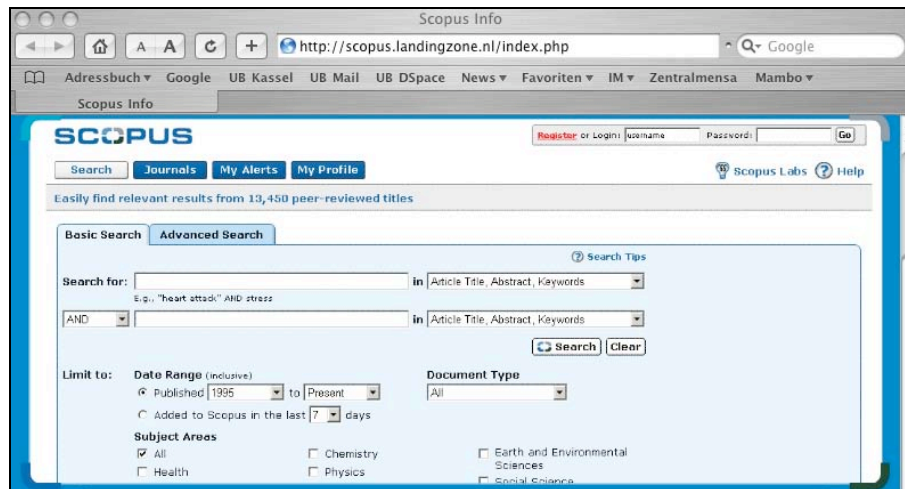 Scopus Info
A A + http://scopus.landingzone.nl/index.php Google
Adressbuch Google UB Kassel UB Mail UB DSpace News Favoriten IM Zentralmensa Mambo
Scopus Info
SCOPUS Register or Login: username Password: Go
Search Journals My Alerts My Profile Scopus Labs ? Help
Easily find relevant results from 13,450 peer-reviewed titles
Basic Search Advanced Search
? Search Tips
Search for: in Article Title, Abstract, Keywords
E.g., "heart attack" AND stress
AND in Article Title, Abstract, Keywords
Search Clear
Limit to: Date Range (inclusive) Document Type
Published 1995 to Present All
Added to Scopus in the last 7 days
Subject Areas
All Chemistry Earth and Environmental
Sciences
Health Physics
Social Science